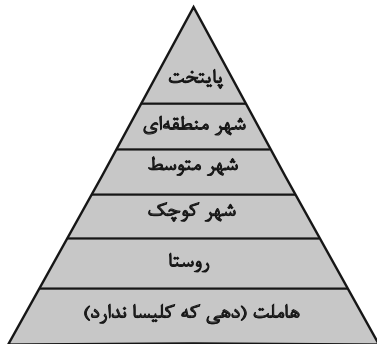 پایتخت
شهر منطقه‌ای
شهر متوسط
شهر کوچک
روستا
هاملت (دهی که کلیسا ندارد)